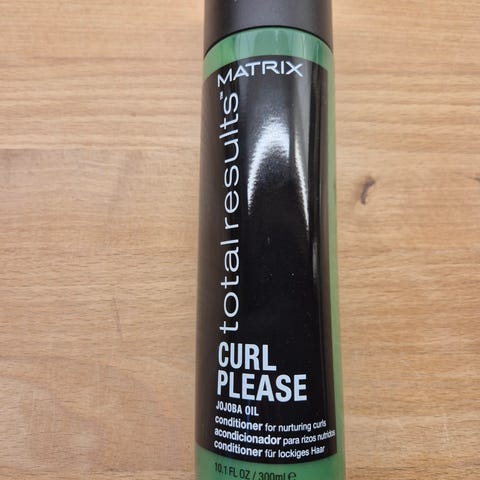 MATRIX
total results™
CURL
PLEASE
JOJOBA OIL
conditioner for nurturing curls
acondicionador para rizos nutridos
conditioner für lockiges Haar
10.1 FL OZ / 300ml e